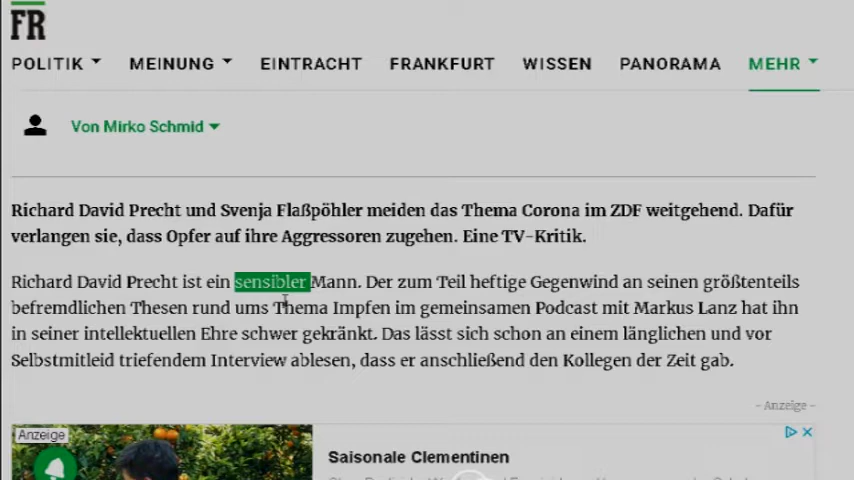 FR
POLITIK MEINUNG EINTRACHT FRANKFURT WISSEN PANORAMA MEHR
Von Mirko Schmid
Richard David Precht und Svenja Flaßpöhler meiden das Thema Corona im ZDF weitgehend. Dafür
verlangen sie, dass Opfer auf ihre Aggressoren zugehen. Eine TV-Kritik.
Richard David Precht ist ein sensibler Mann. Der zum Teil heftige Gegenwind an seinen größtenteils
befremdlichen Thesen rund ums Thema Impfen im gemeinsamen Podcast mit Markus Lanz hat ihn
in seiner intellektuellen Ehre schwer gekränkt. Das lässt sich schon an einem länglichen und vor
Selbstmitleid triefendem Interview ablesen, dass er anschließend den Kollegen der Zeit gab.
- Anzeige -
Anzeige
Saisonale Clementinen